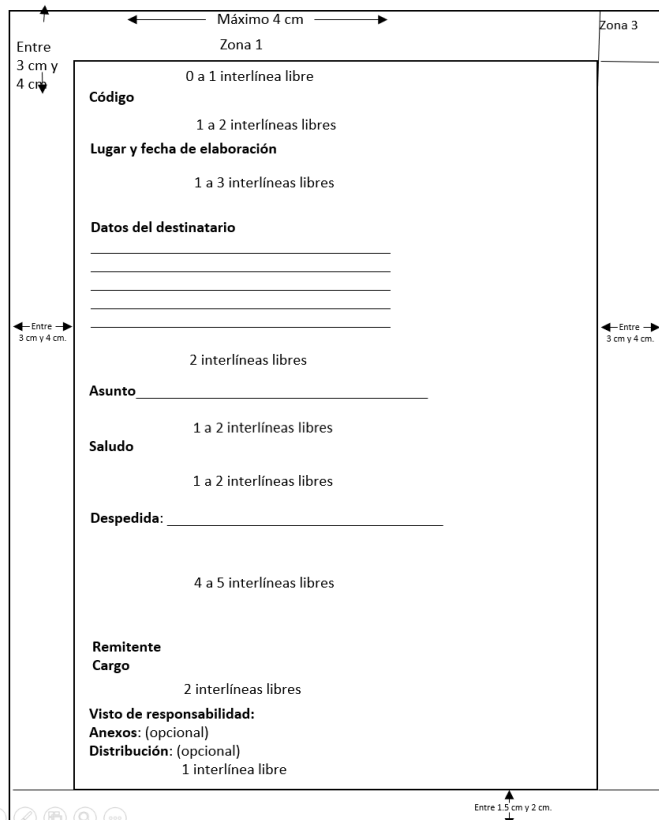 Máximo 4 cm
Zona 1
Zona 3
Entre
3 cm y
4 cm
0 a 1 interlínea libre
Código
1 a 2 interlíneas libres
Lugar y fecha de elaboración
1 a 3 interlíneas libres
Datos del destinatario
Entre
3 cm y 4 cm.
Entre
3 cm y 4 cm.
2 interlíneas libres
Asunto
1 a 2 interlíneas libres
Saludo
1 a 2 interlíneas libres
Despedida:
4 a 5 interlíneas libres
Remitente
Cargo
2 interlíneas libres
Visto de responsabilidad:
Anexos: (opcional)
Distribución: (opcional)
1 interlínea libre
Entre 1.5 cm y 2 cm.